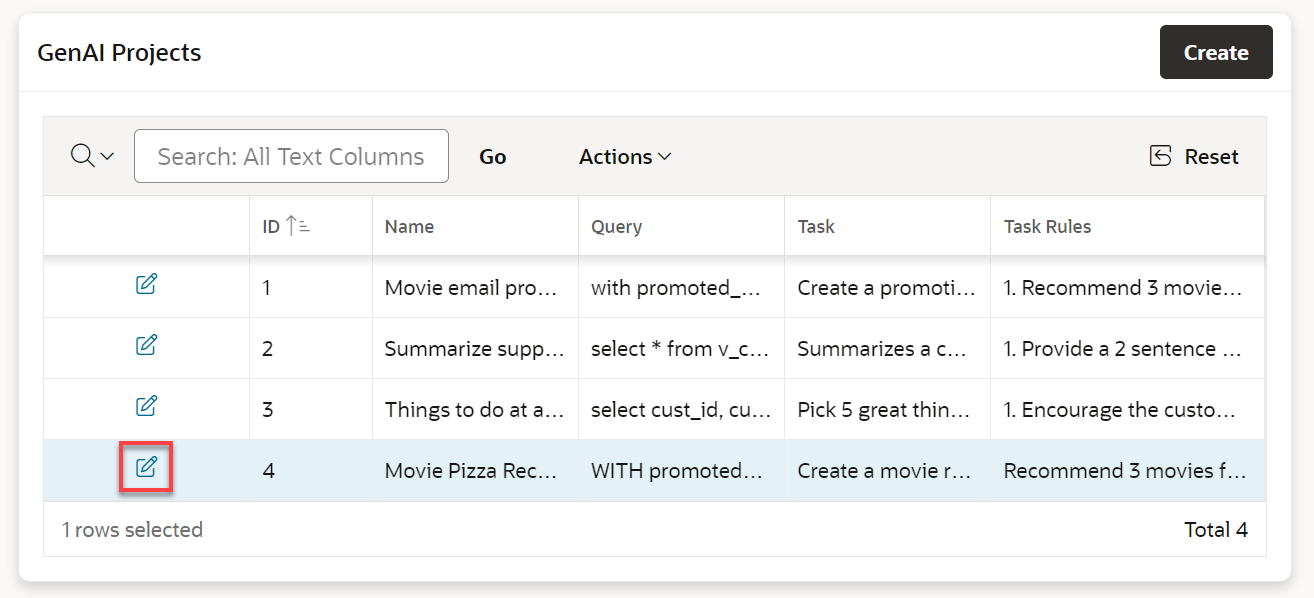 GenAI Projects
Create
Search: All Text Columns Go Actions Reset
ID Name Query Task Task Rules
1 Movie email pro... with promoted_... Create a promoti... 1. Recommend 3 movie...
2 Summarize supp... select * from v_c... Summarizes a c... 1. Provide a 2 sentence ...
3 Things to do at a... select cust_id, cu... Pick 5 great thin... 1. Encourage the custo...
4 Movie Pizza Rec... WITH promoted... Create a movie r... Recommend 3 movies f...
1 rows selected Total 4